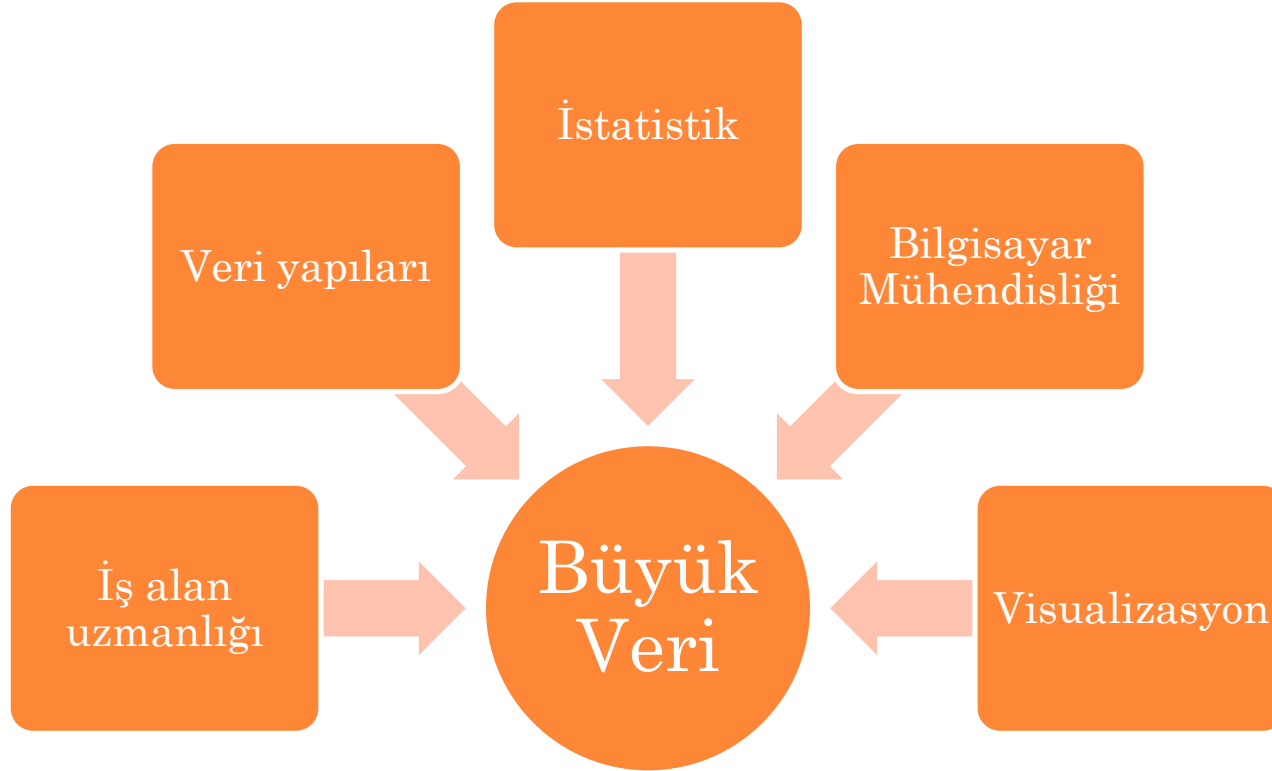 İstatistik
Veri yapıları
Bilgisayar
Mühendisliği
İş alan
uzmanlığı
Büyük
Veri
Visualizasyon